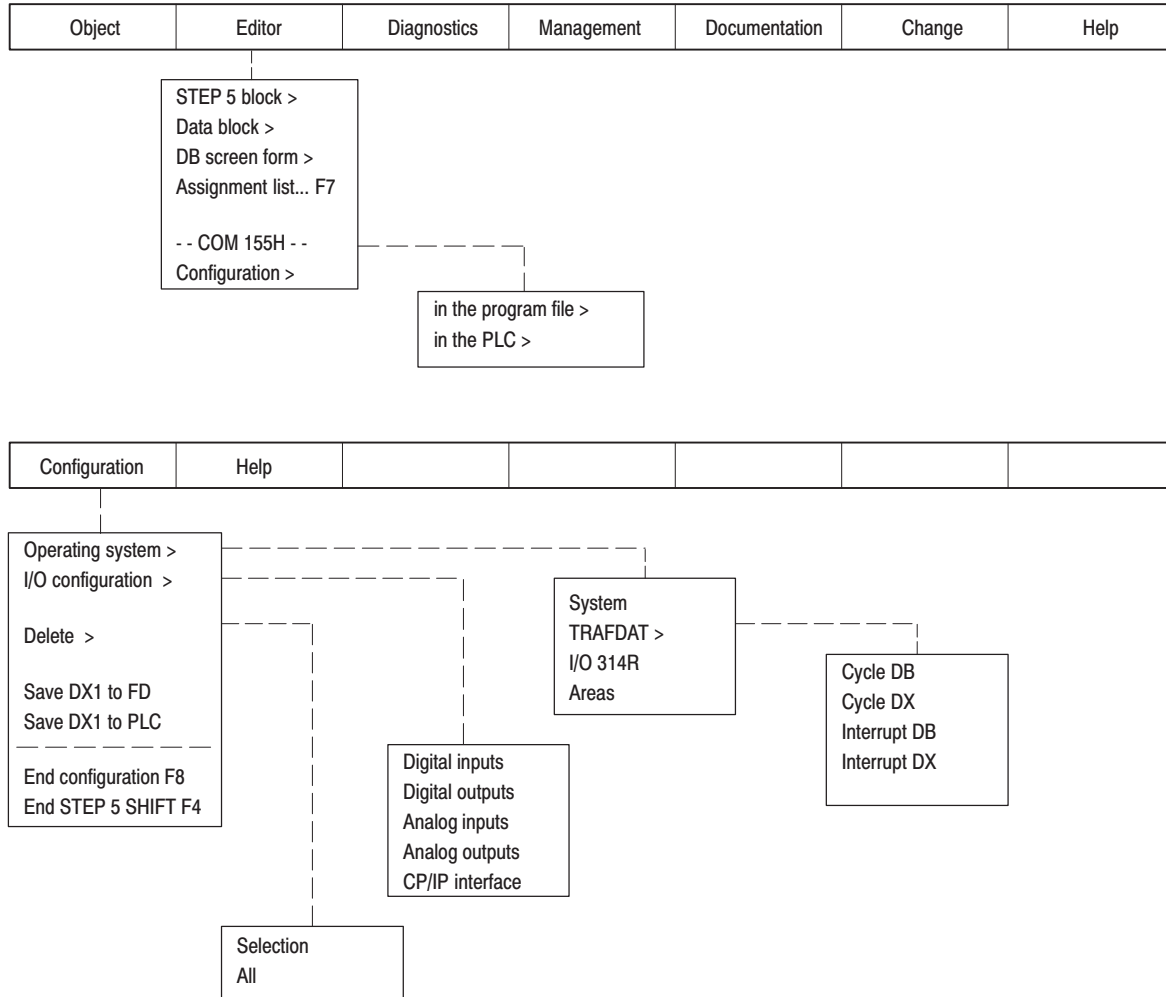 Object Editor Diagnostics Management Documentation Change Help
STEP 5 block >
Data block >
DB screen form >
Assignment list... F7
- - COM 155H - -
Configuration >
in the program file >
in the PLC >
Configuration Help
Operating system >
I/O configuration >
Delete >
Save DX1 to FD
Save DX1 to PLC
End configuration F8
End STEP 5 SHIFT F4
System
TRAFDAT >
I/O 314R
Areas
Cycle DB
Cycle DX
Interrupt DB
Interrupt DX
Digital inputs
Digital outputs
Analog inputs
Analog outputs
CP/IP interface
Selection
All